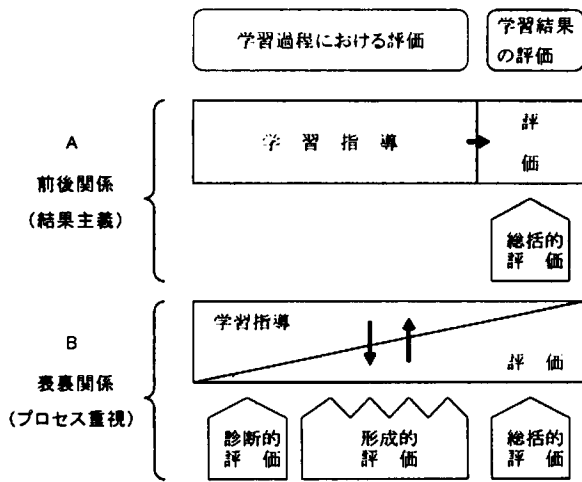 学習過程における評価
学習結果
の評価
A
前後関係
(結果主義)
学習指導
評
価
総括的
評価
B
表裏関係
(プロセス重視)
学習指導
評価
診断的
評価
形成的
評価
総括的
評価